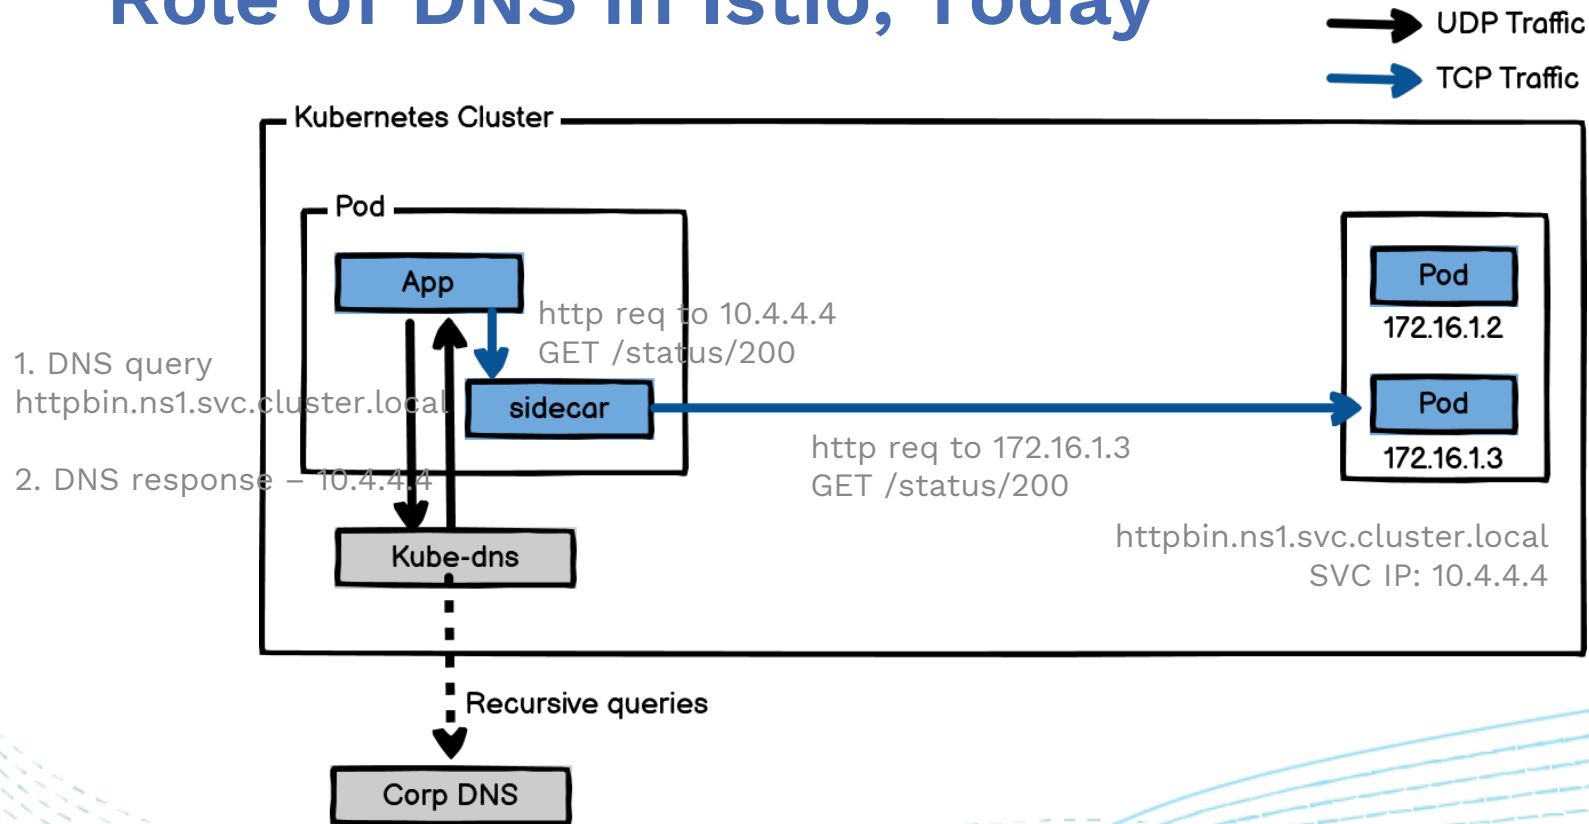 Role of DNS in Istio, Today
UDP Traffic
TCP Traffic
Kubernetes Cluster
Pod
App
http req to 10.4.4.4
GET /status/200
1. DNS query
httpbin.ns1.svc.cluster.local
sidecar
2. DNS response – 10.4.4.4
Kube-dns
http req to 172.16.1.3
GET /status/200
Pod
172.16.1.2
Pod
172.16.1.3
httpbin.ns1.svc.cluster.local
SVC IP: 10.4.4.4
Recursive queries
Corp DNS